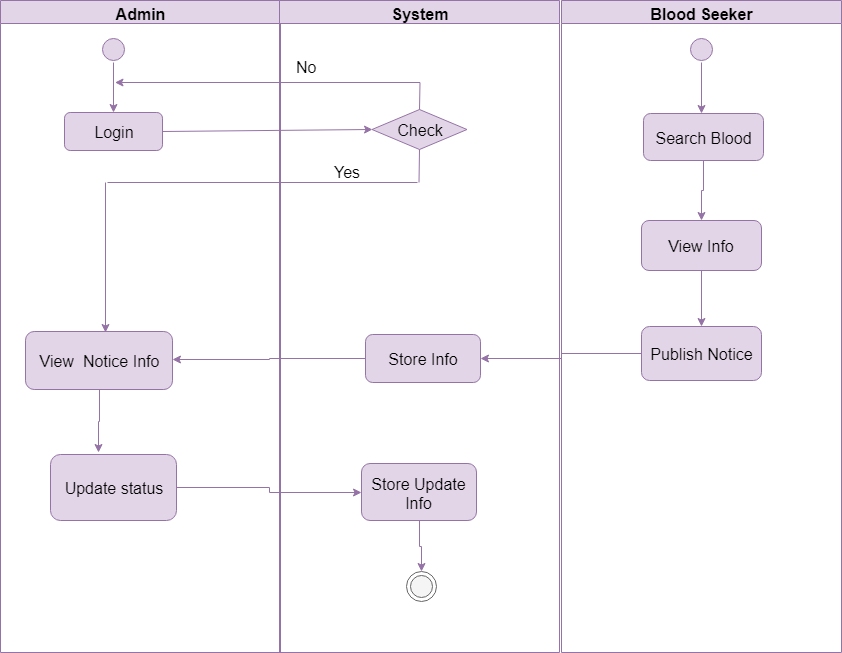 Admin
System
Blood Seeker
No
Login
Check
Search Blood
Yes
View Info
View  Notice Info
Store Info
Publish Notice
Update status
Store Update
Info